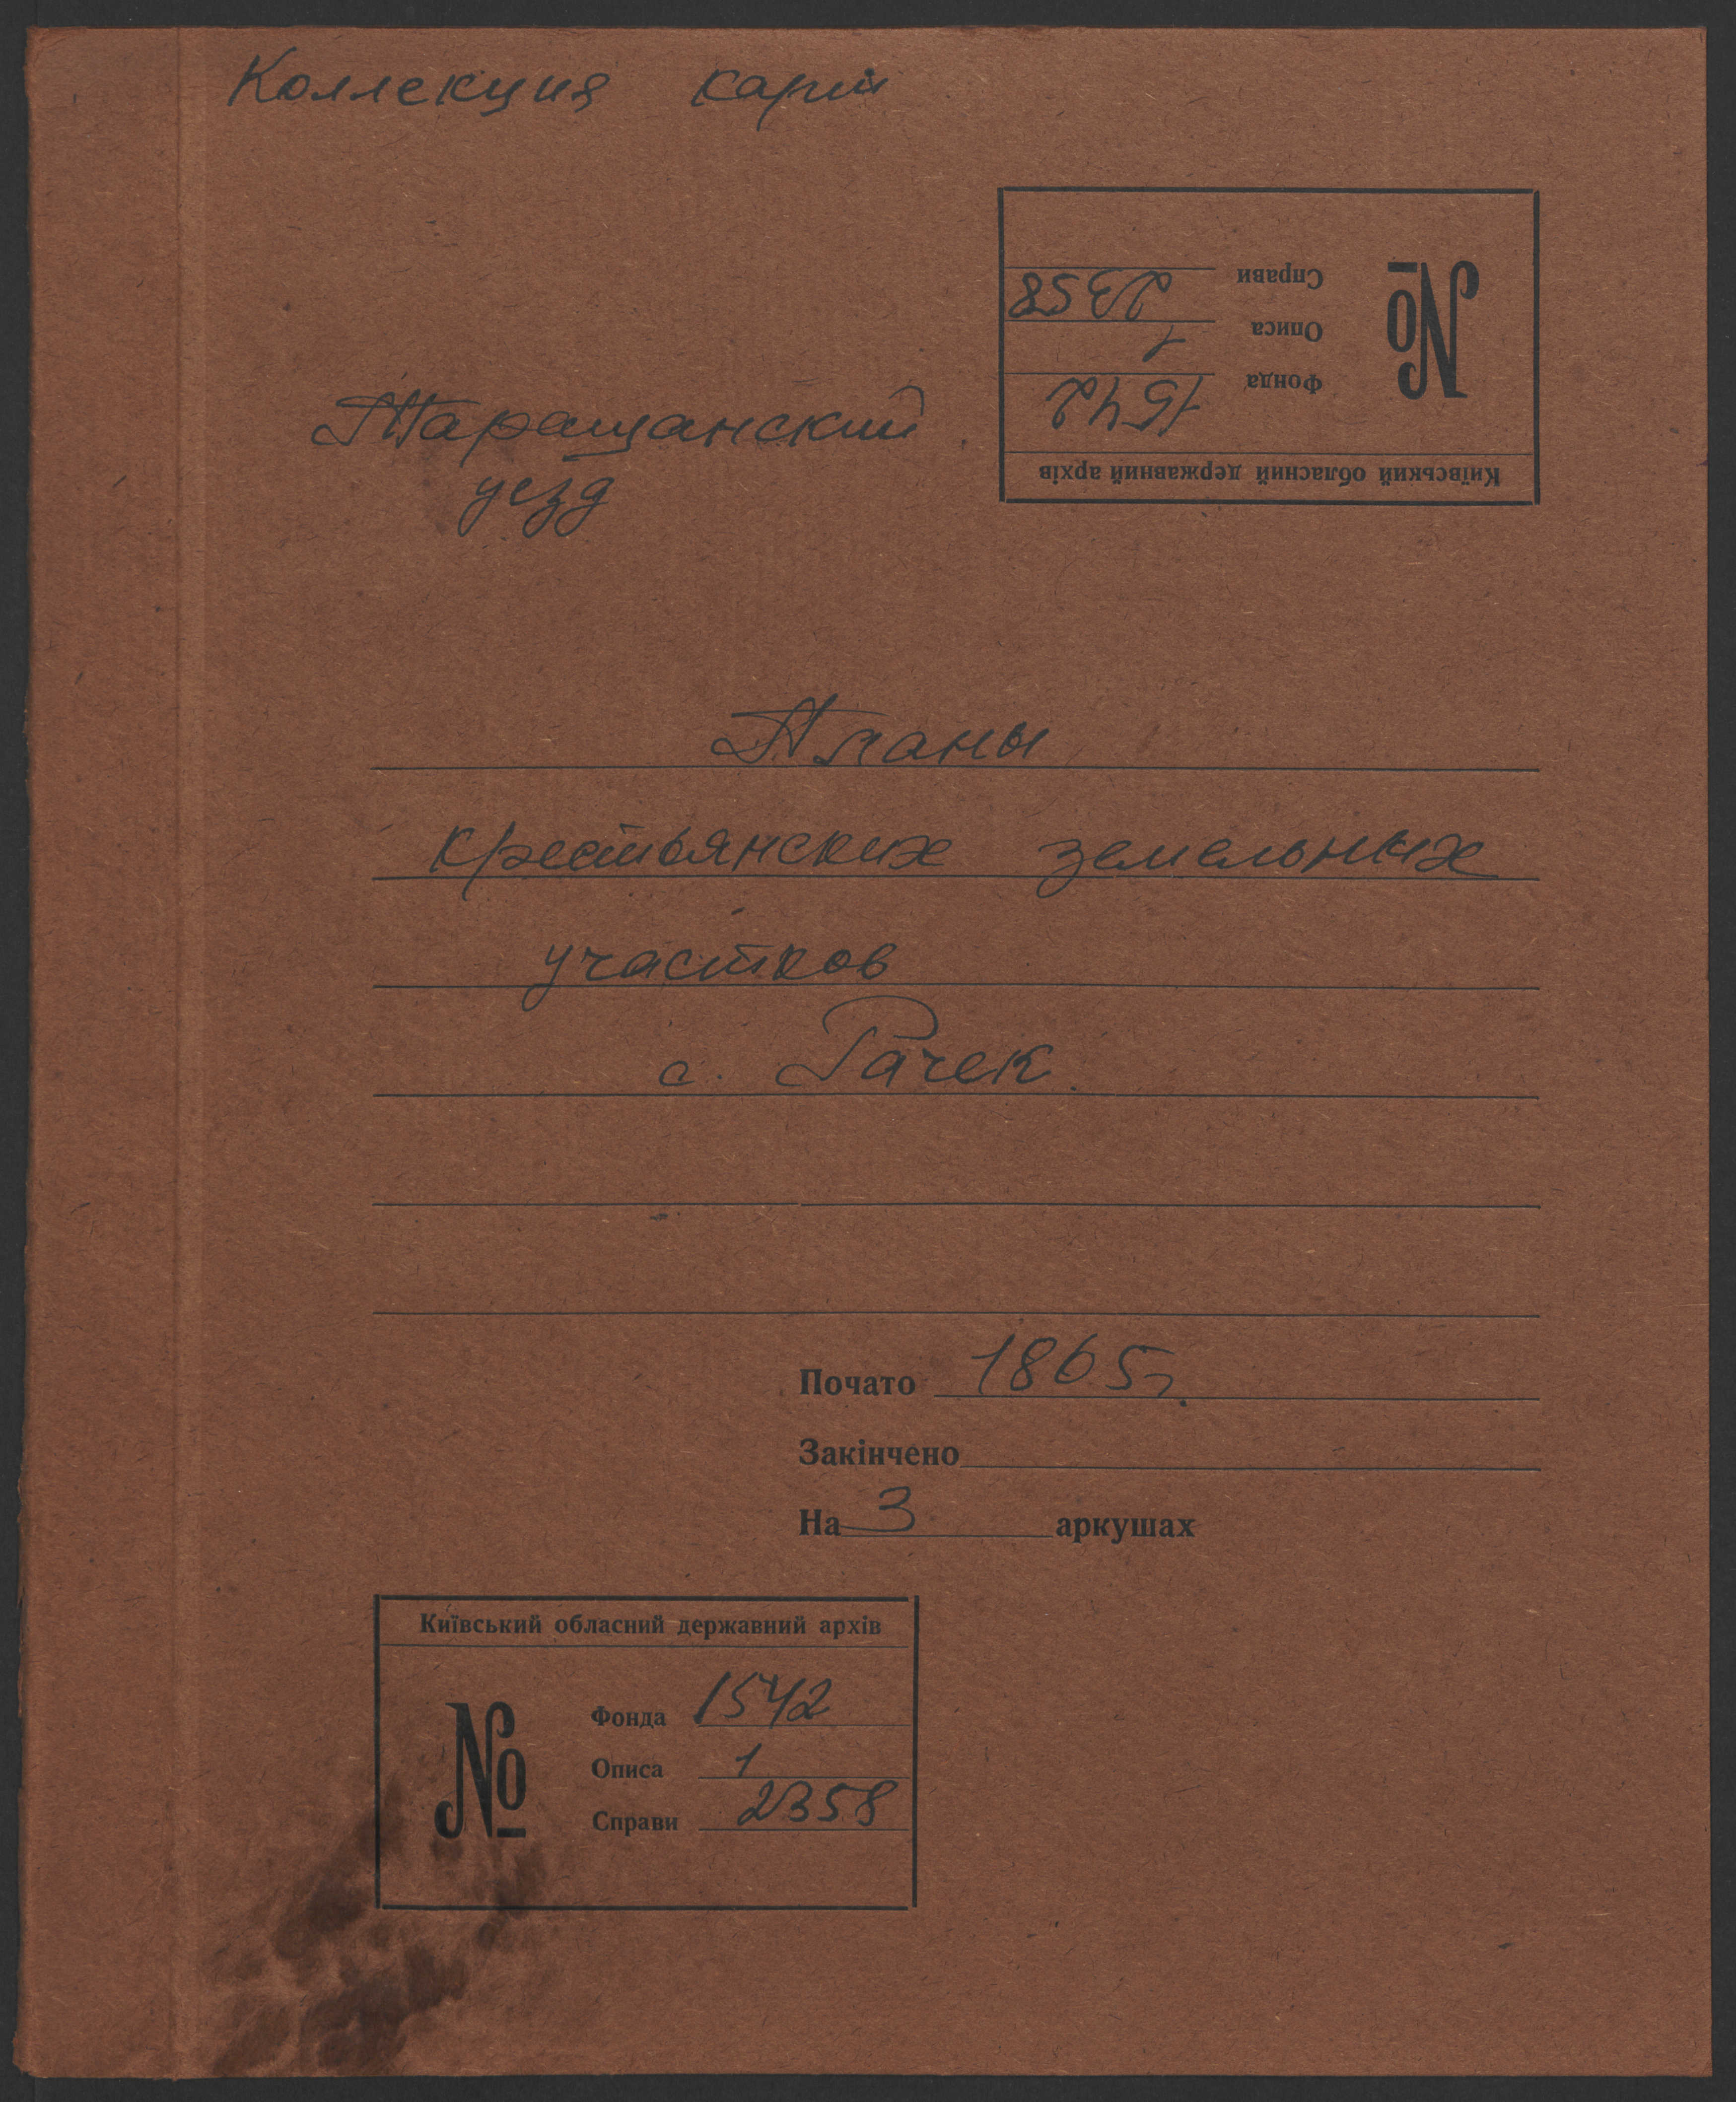 Коллекция карт
Київський обласний державний архів
№
Фонда 1542
Описа 1
Справи 2358
Таращанский
уезд
Планы
крестьянских земельных
участков
с. Рачек.
Почато 1865 г.
Закінчено
На 3 аркушах
Київський обласний державний архів
№
Фонда 1542
Описа 1
Справи 2358